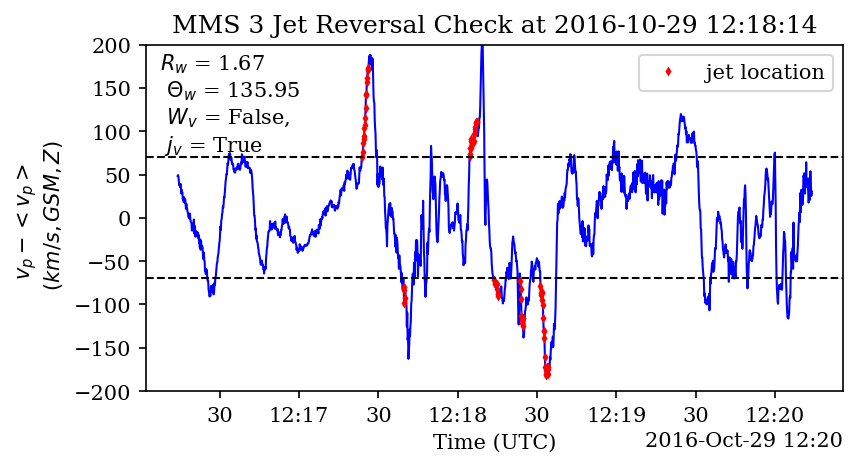 MMS 3 Jet Reversal Check at 2016-10-29 12:18:14
R_w = 1.67
Θ_w = 135.95
W_v = False,
j_v = True
jet location
200
150
100
50
0
−50
−100
−150
−200
v_p − < v_p >
(km/s, GSM, Z)
30 12:17 30 12:18 30 12:19 30 12:20
Time (UTC)
2016-Oct-29 12:20